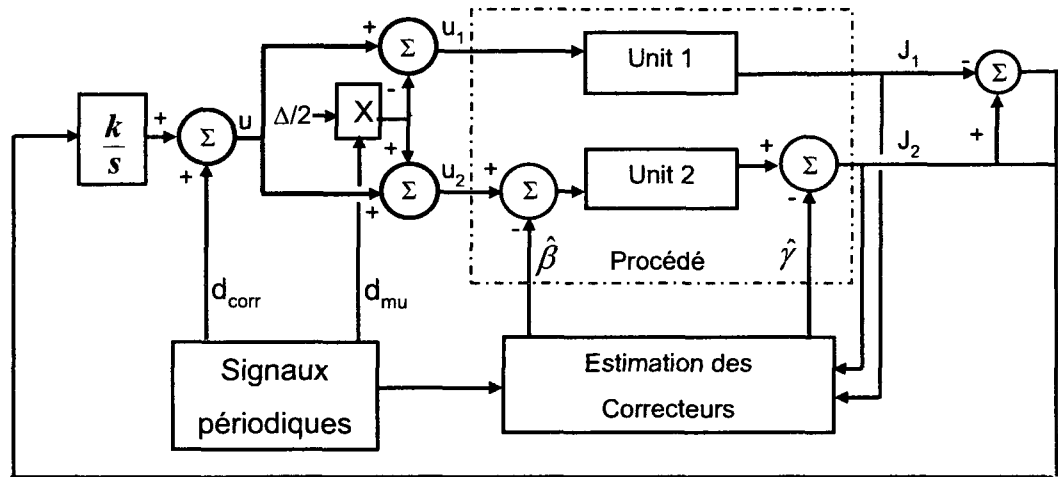 +
Σ
u₁
Unit 1
J₁
-
Σ
k
s
+
Σ
+
u
Δ/2
X
-
+
Σ
+
u₂
+
Σ
-
Unit 2
+
Σ
-
J₂
+
β̂
Procédé
γ̂
d_corr
d_mu
Signaux
périodiques
Estimation des
Correcteurs